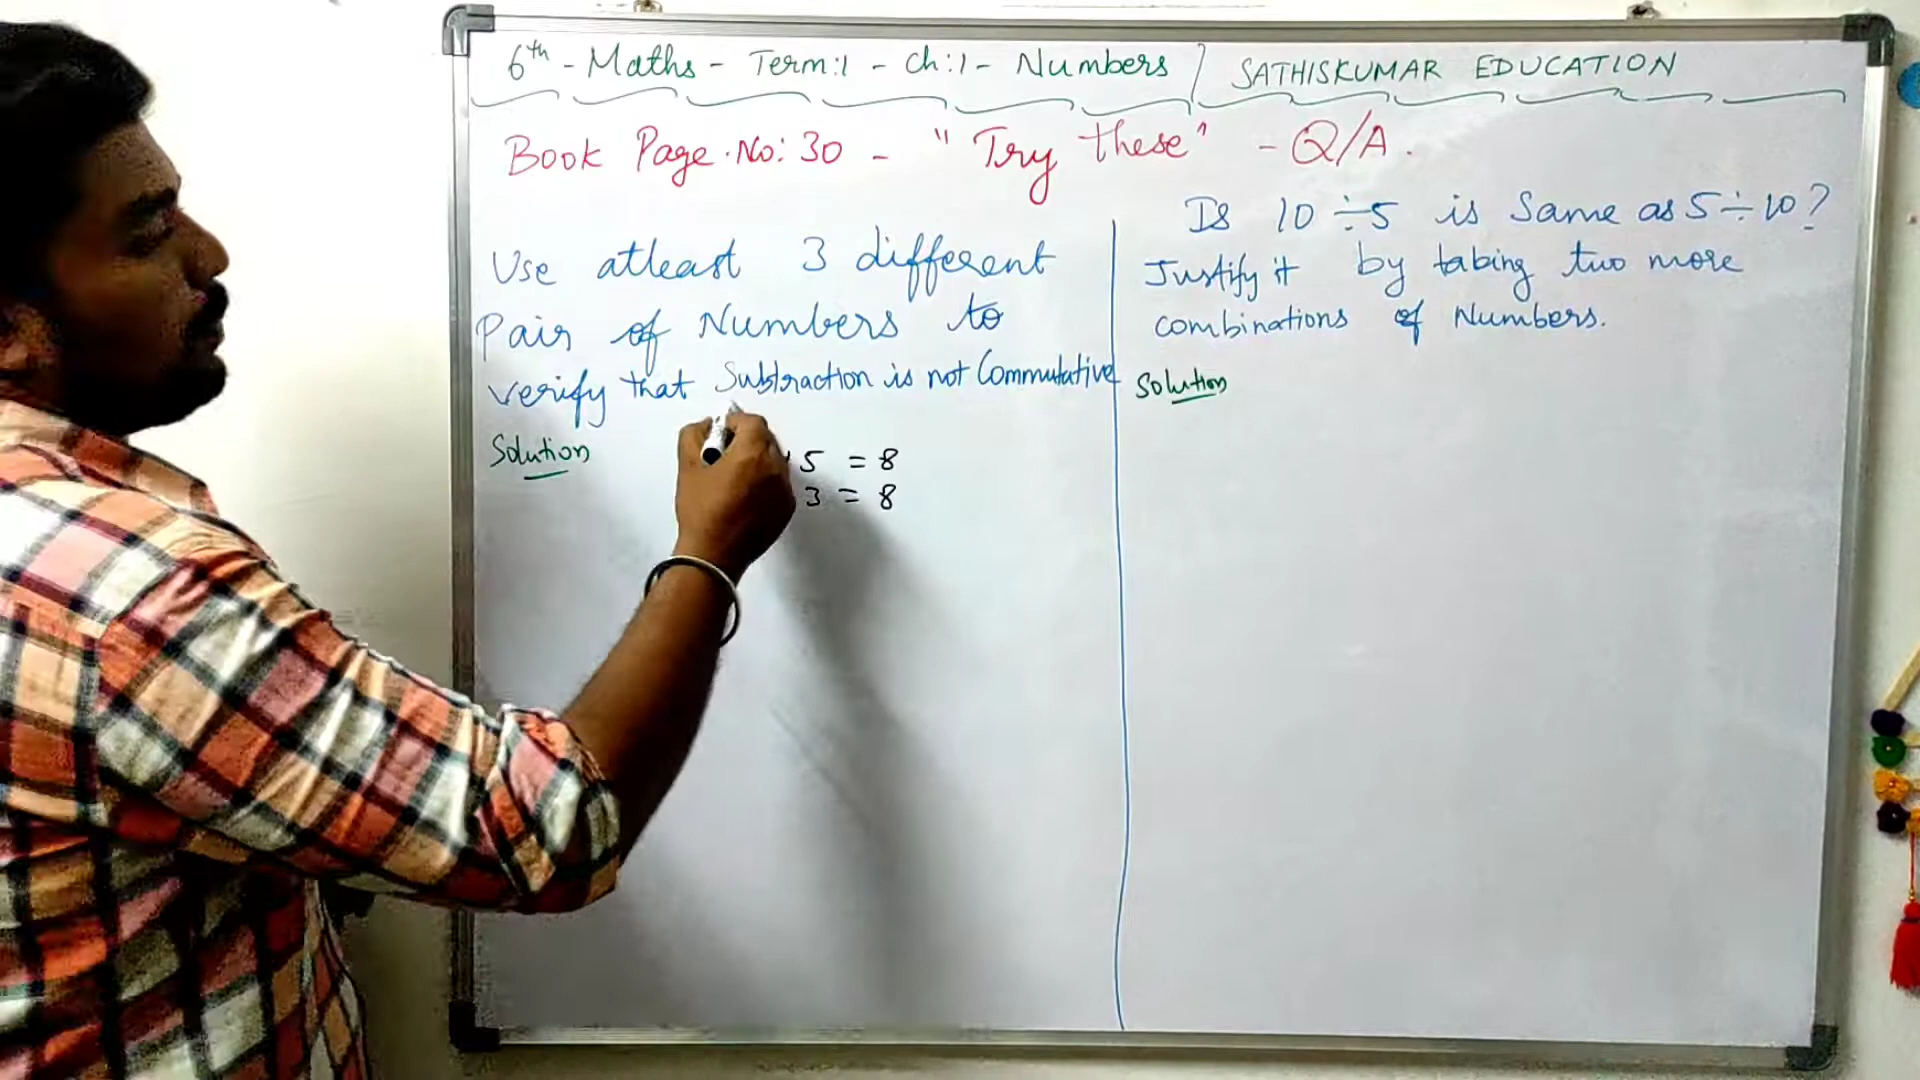 6th - Maths - Term:1 - Ch:1 - Numbers / SATHISKUMAR EDUCATION
Book Page.No: 30 - "Try these" - Q/A.
Use atleast 3 different
Pair of Numbers to
verify that Subtraction is not Commutative
Solution
5 = 8
3 = 8
Is 10 ÷ 5 is Same as 5 ÷ 10?
Justify it by taking two more
combinations of Numbers.
Solution